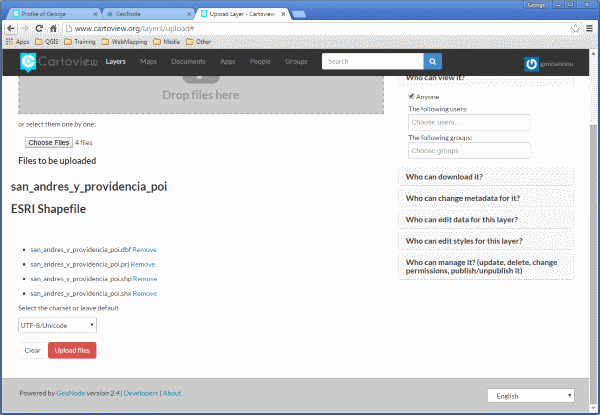 George
Profile of George
GeoNode
Upload Layer - Cartoview
www.cartoview.org/layers/upload#
Apps QGIS Training WebMapping Media Other
Cartoview Layers Maps Documents Apps People Groups Search gisioannou
Drop files here
or select them one by one:
Choose Files 4 files
Files to be uploaded
san_andres_y_providencia_poi
ESRI Shapefile
san_andres_y_providencia_poi.dbf Remove
san_andres_y_providencia_poi.prj Remove
san_andres_y_providencia_poi.shp Remove
san_andres_y_providencia_poi.shx Remove
Select the charset or leave default
UTF-8/Unicode
Clear Upload files
Who can view it?
Anyone
The following users:
Choose users...
The following groups:
Choose groups
Who can download it?
Who can change metadata for it?
Who can edit data for this layer?
Who can edit styles for this layer?
Who can manage it? (update, delete, change
permissions, publish/unpublish it)
Powered by GeoNode version 2.4 | Developers | About
English